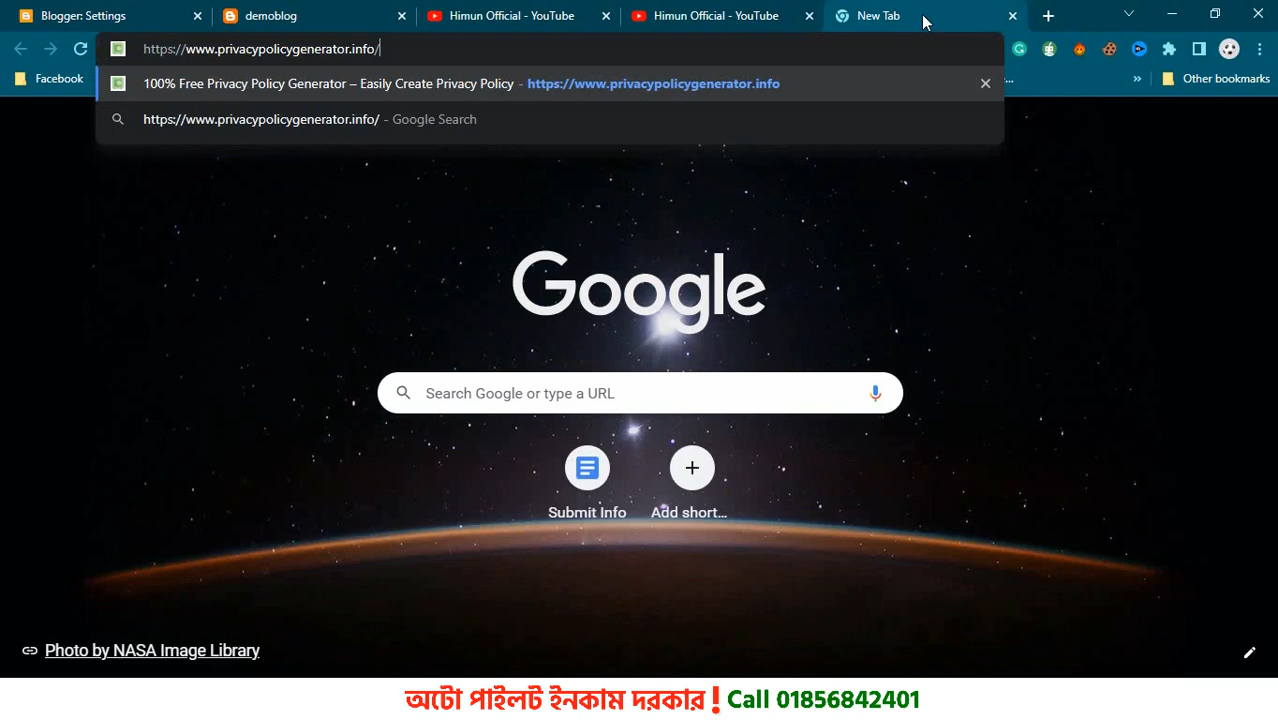 Blogger: Settings
demoblog
Himun Official - YouTube
Himun Official - YouTube
New Tab
https://www.privacypolicygenerator.info/
100% Free Privacy Policy Generator – Easily Create Privacy Policy - https://www.privacypolicygenerator.info
https://www.privacypolicygenerator.info/ - Google Search
Facebook
...
»
Other bookmarks
Google
Search Google or type a URL
Submit Info
Add short...
Photo by NASA Image Library
অটো পাইলট ইনকাম দরকার ! Call 01856842401